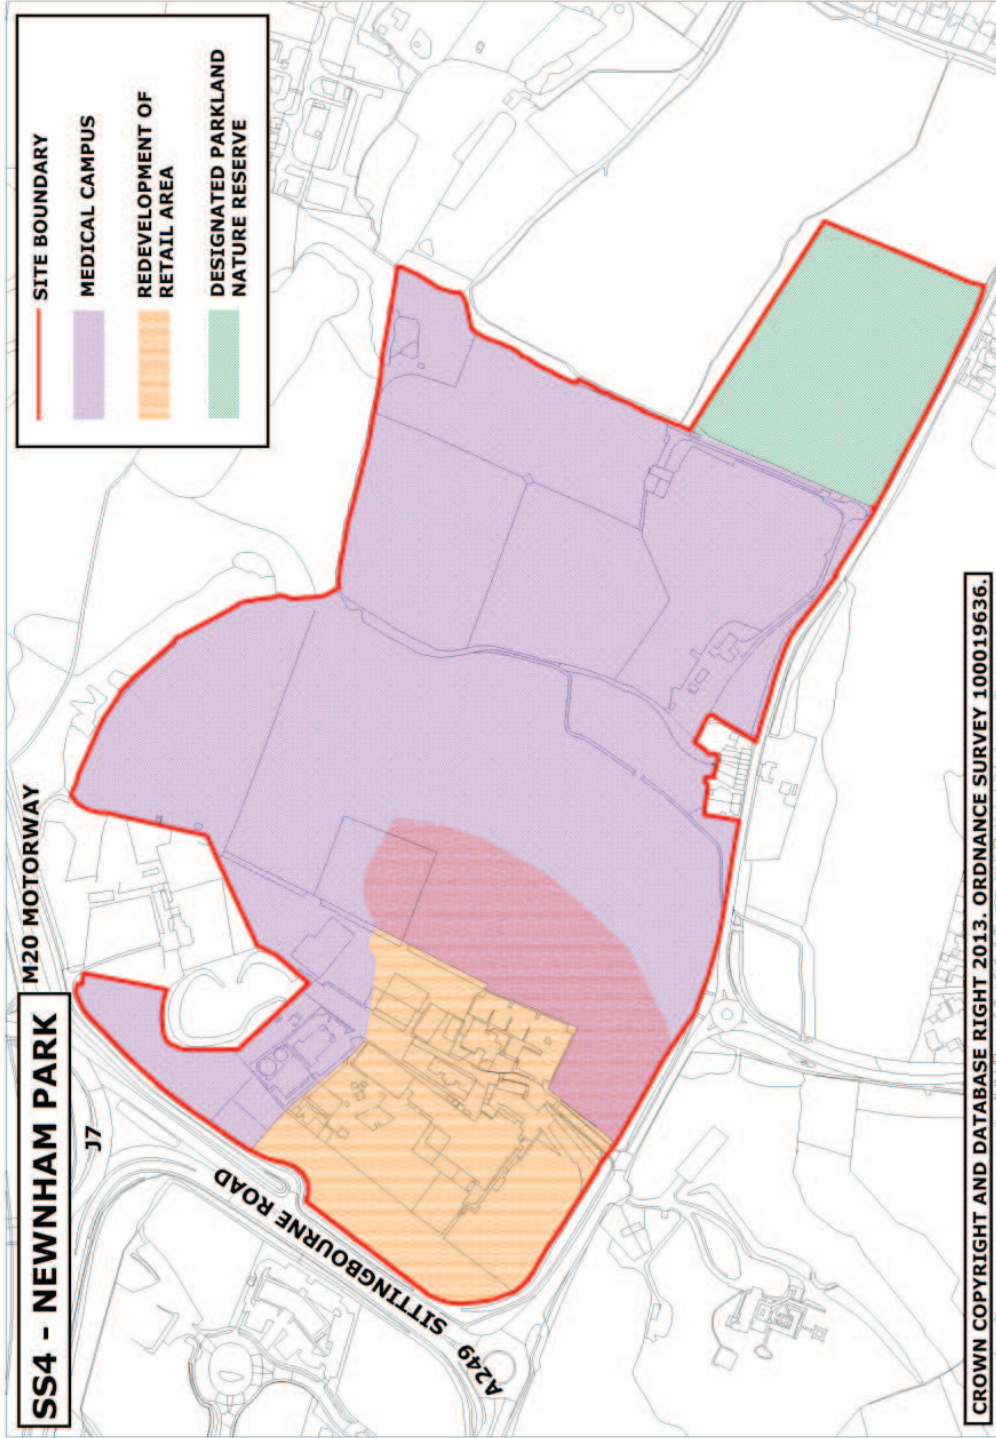 SS4 - NEWNHAM PARK
M20 MOTORWAY
J7
A249 SITTINGBOURNE ROAD
SITE BOUNDARY
MEDICAL CAMPUS
REDEVELOPMENT OF
RETAIL AREA
DESIGNATED PARKLAND
NATURE RESERVE
CROWN COPYRIGHT AND DATABASE RIGHT 2013. ORDNANCE SURVEY 100019636.